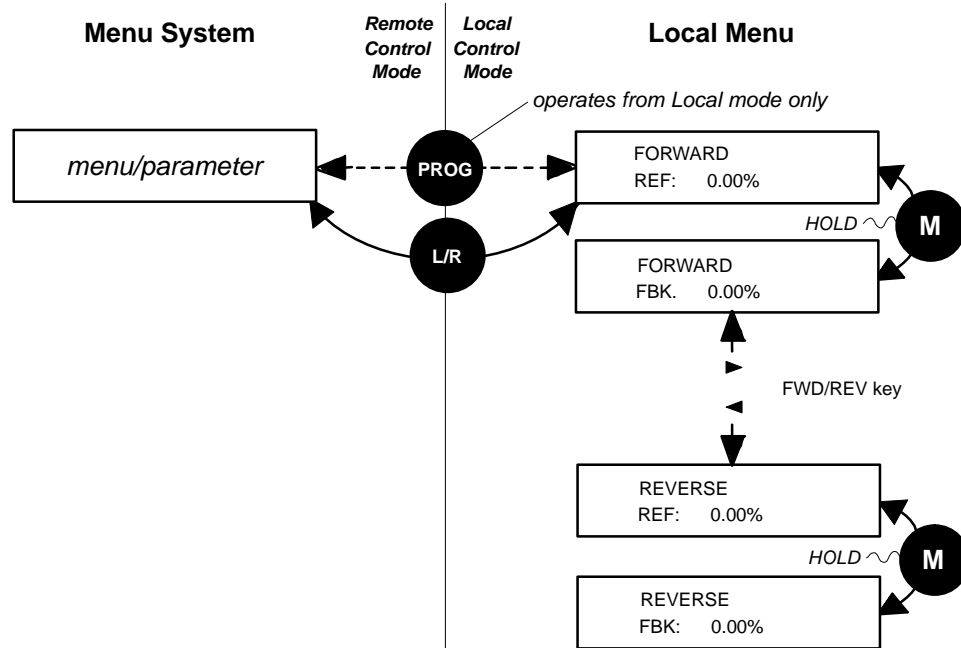 Menu System
Remote
Control
Mode
Local
Control
Mode
Local Menu
operates from Local mode only
menu/parameter
PROG
FORWARD
REF: 0.00%
L/R
HOLD
M
FORWARD
FBK. 0.00%
FWD/REV key
REVERSE
REF: 0.00%
HOLD
M
REVERSE
FBK: 0.00%